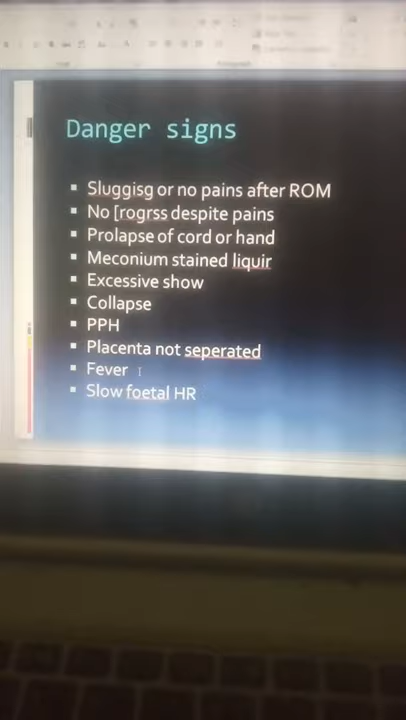 Danger signs
Sluggisg or no pains after ROM
No [rogrss despite pains
Prolapse of cord or hand
Meconium stained liquir
Excessive show
Collapse
PPH
Placenta not seperated
Fever
Slow foetal HR